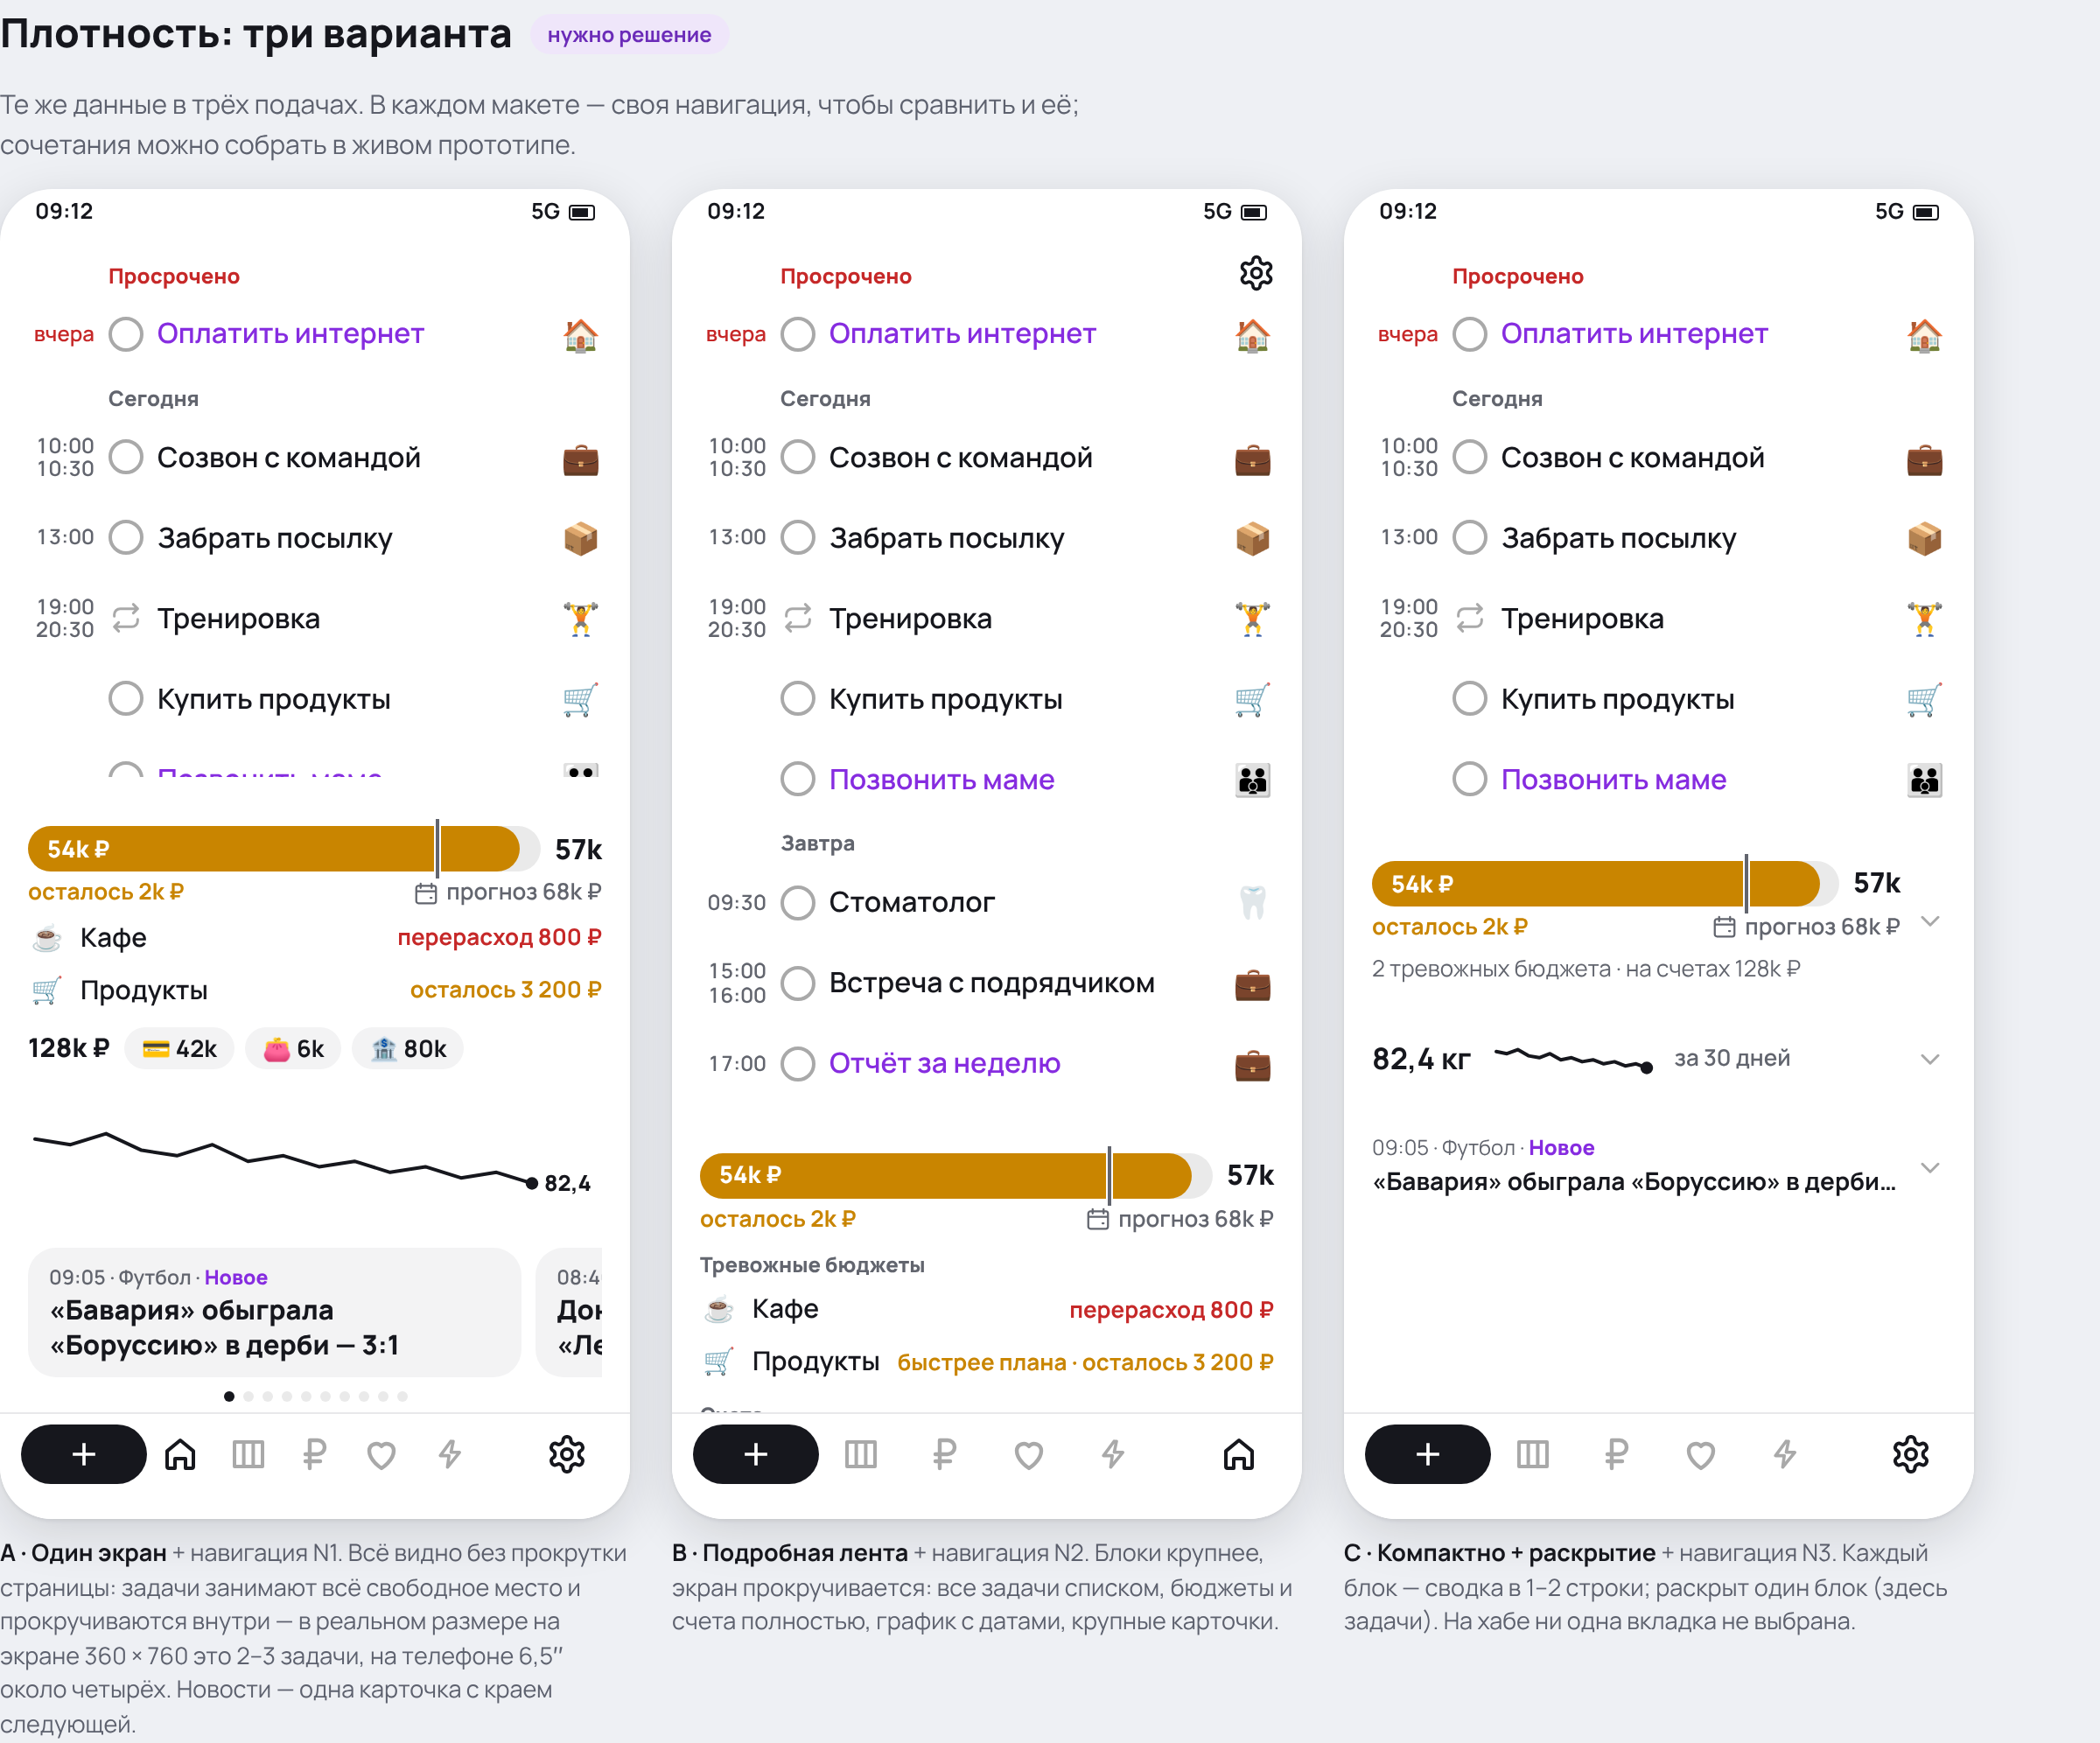 Плотность: три варианта
нужно решение
Те же данные в трёх подачах. В каждом макете — своя навигация, чтобы сравнить и её;
сочетания можно собрать в живом прототипе.
09:12
5G
Просрочено
вчера
Оплатить интернет
Сегодня
10:00
10:30
Созвон с командой
13:00
Забрать посылку
19:00
20:30
Тренировка
Купить продукты
Позвонить маме
54k ₽
57k
осталось 2k ₽
прогноз 68k ₽
Кафе
перерасход 800 ₽
Продукты
осталось 3 200 ₽
128k ₽
42k
6k
80k
82,4
09:05 · Футбол · Новое
«Бавария» обыграла
«Боруссию» в дерби — 3:1
A · Один экран + навигация N1. Всё видно без прокрутки
страницы: задачи занимают всё свободное место и
прокручиваются внутри — в реальном размере на
экране 360 × 760 это 2–3 задачи, на телефоне 6,5″
около четырёх. Новости — одна карточка с краем
следующей.
09:12
5G
Просрочено
вчера
Оплатить интернет
Сегодня
10:00
10:30
Созвон с командой
13:00
Забрать посылку
19:00
20:30
Тренировка
Купить продукты
Позвонить маме
Завтра
09:30
Стоматолог
15:00
16:00
Встреча с подрядчиком
17:00
Отчёт за неделю
54k ₽
57k
осталось 2k ₽
прогноз 68k ₽
Тревожные бюджеты
Кафе
перерасход 800 ₽
Продукты
быстрее плана · осталось 3 200 ₽
B · Подробная лента + навигация N2. Блоки крупнее,
экран прокручивается: все задачи списком, бюджеты и
счета полностью, график с датами, крупные карточки.
09:12
5G
Просрочено
вчера
Оплатить интернет
Сегодня
10:00
10:30
Созвон с командой
13:00
Забрать посылку
19:00
20:30
Тренировка
Купить продукты
Позвонить маме
54k ₽
57k
осталось 2k ₽
прогноз 68k ₽
2 тревожных бюджета · на счетах 128k ₽
82,4 кг
за 30 дней
09:05 · Футбол · Новое
«Бавария» обыграла «Боруссию» в дерби...
C · Компактно + раскрытие + навигация N3. Каждый
блок — сводка в 1–2 строки; раскрыт один блок (здесь
задачи). На хабе ни одна вкладка не выбрана.